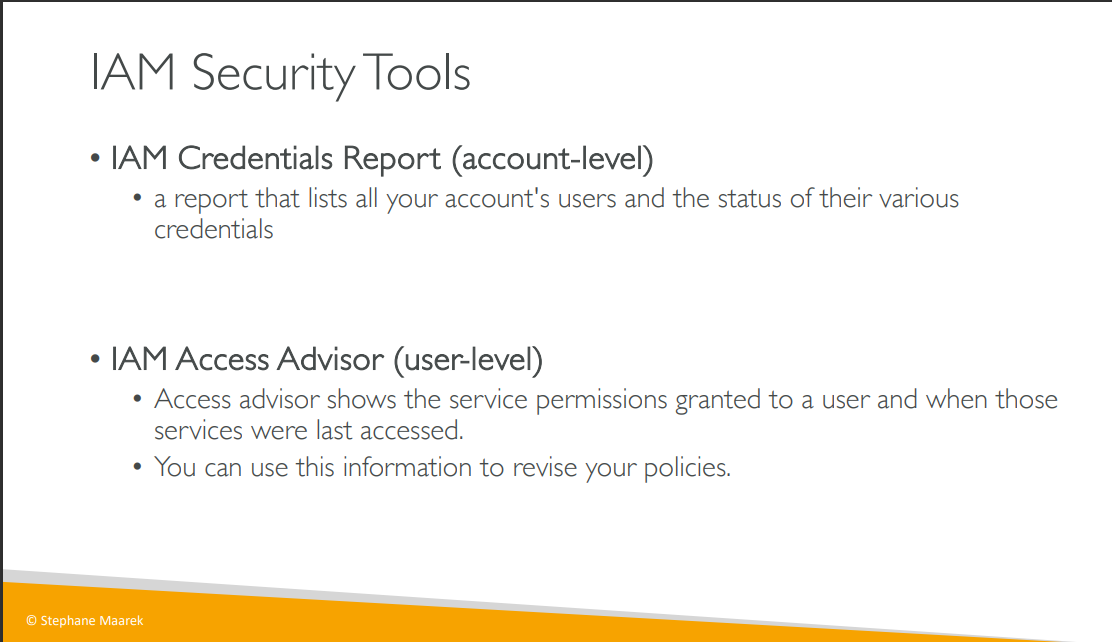 IAM Security Tools
• IAM Credentials Report (account-level)
• a report that lists all your account's users and the status of their various
credentials
• IAM Access Advisor (user-level)
• Access advisor shows the service permissions granted to a user and when those
services were last accessed.
• You can use this information to revise your policies.
© Stephane Maarek